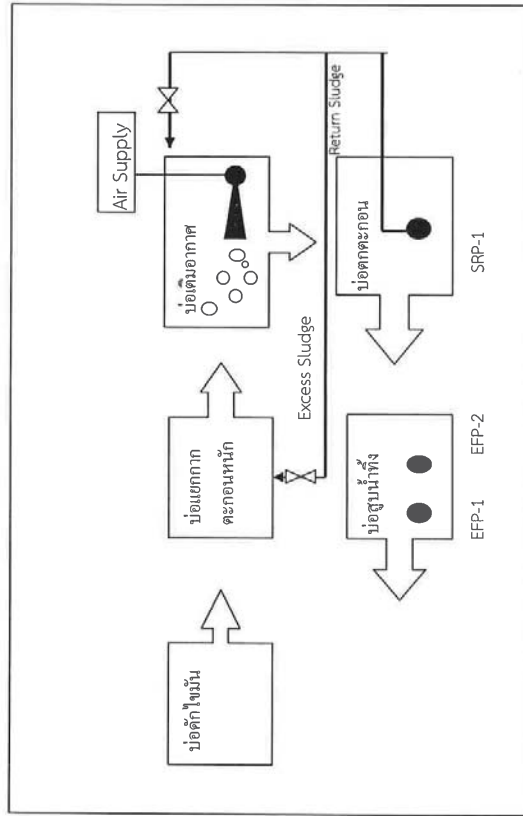 บ่อดักไขมัน
บ่อแยกกาก
ตะกอนหนัก
บ่อเติมอากาศ
Air Supply
Excess Sludge
Return Sludge
บ่อสูบน้ำทิ้ง
บ่อตกตะกอน
EFP-1
EFP-2
SRP-1